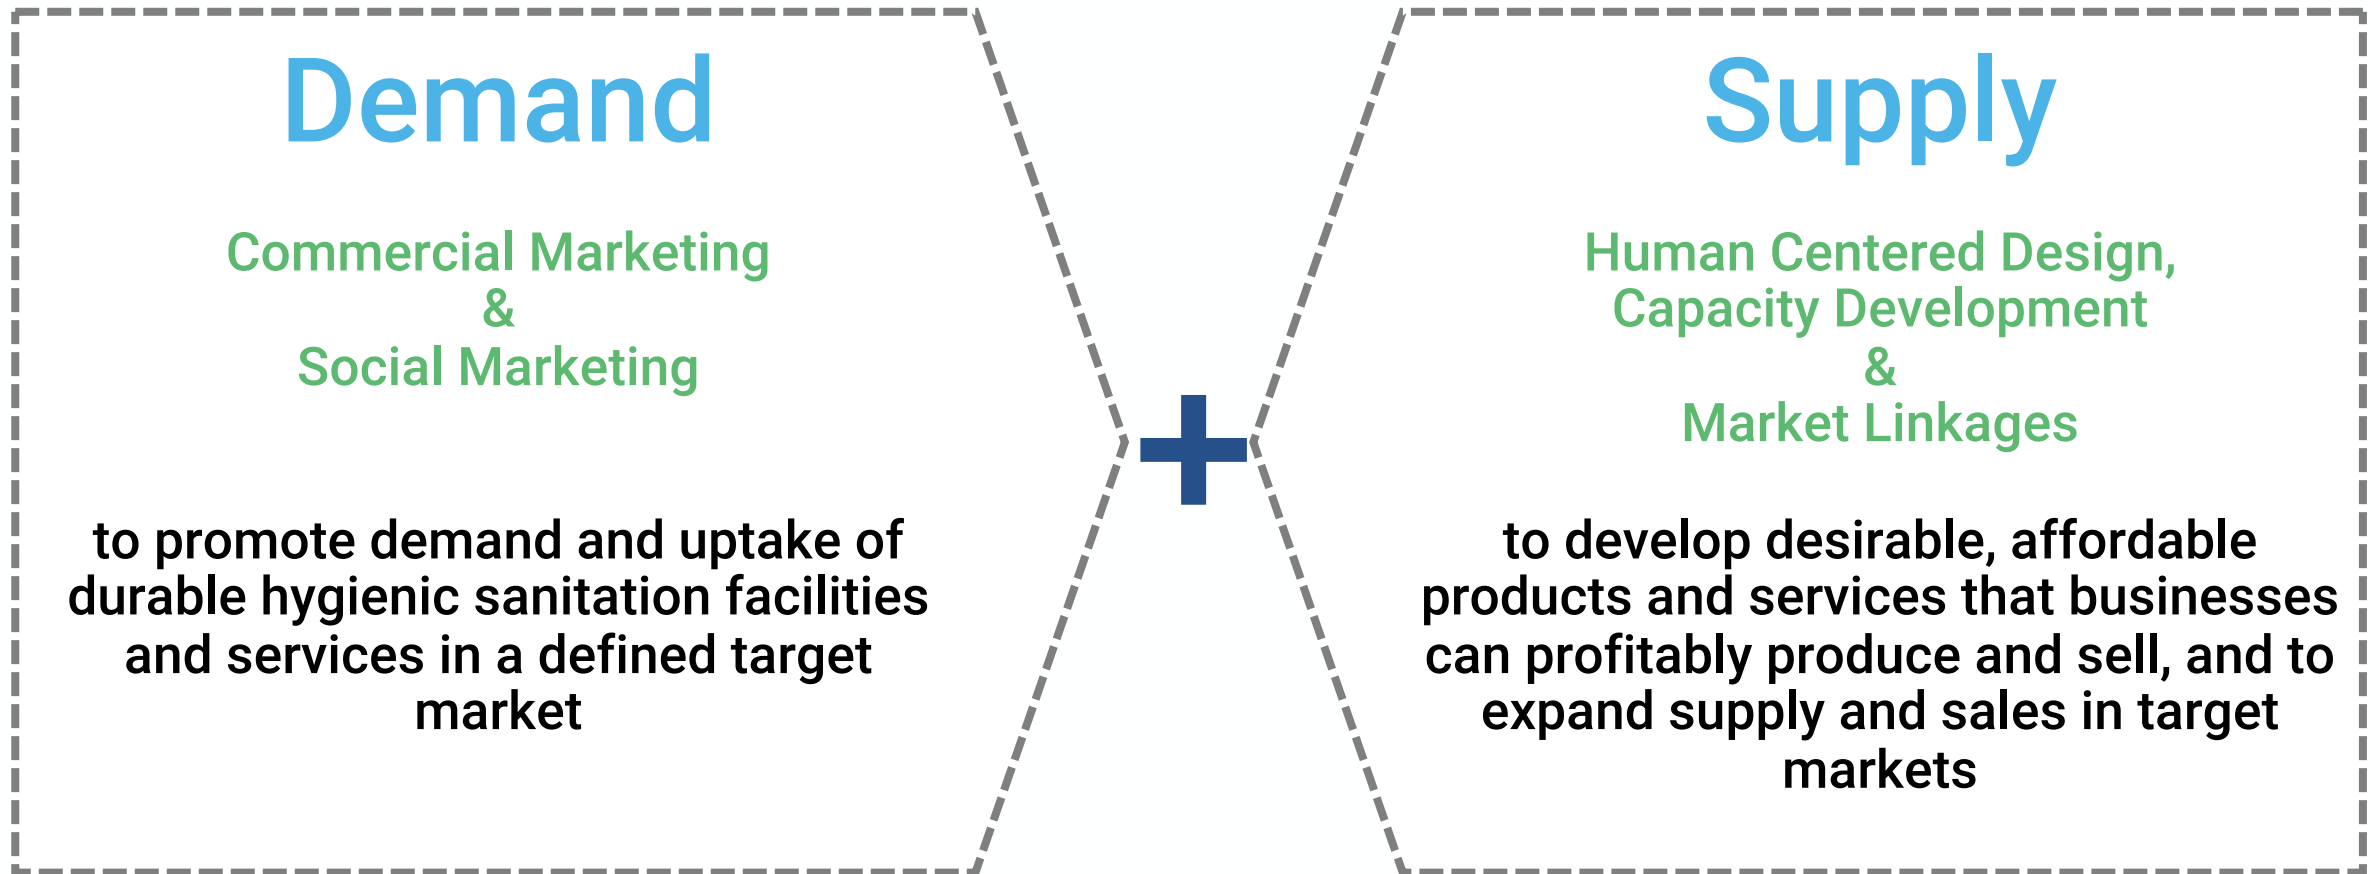 Demand
Commercial Marketing
&
Social Marketing
to promote demand and uptake of
durable hygienic sanitation facilities
and services in a defined target
market
+
Supply
Human Centered Design,
Capacity Development
&
Market Linkages
to develop desirable, affordable
products and services that businesses
can profitably produce and sell, and to
expand supply and sales in target
markets